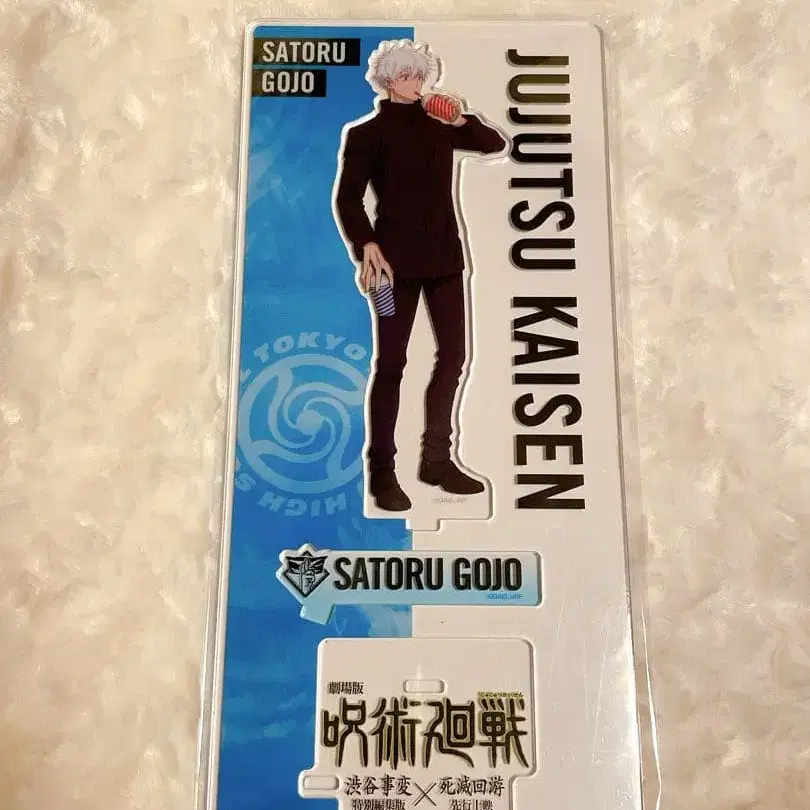 SATORU
GOJO
JUJUTSU KAISEN
TOKYO
HIGH
SATORU GOJO
劇場版
呪術廻戦
渋谷事変×死滅回游
特別編集版 先行上映